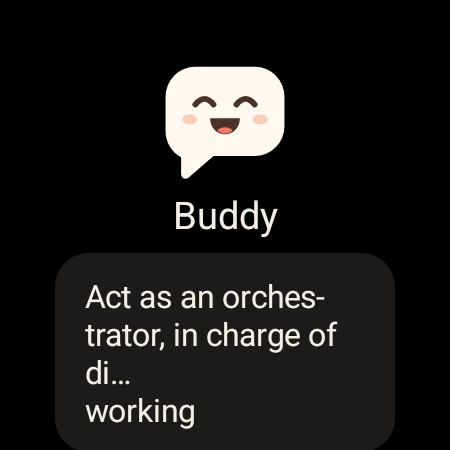 Buddy
Act as an orches-
trator, in charge of
di...
working